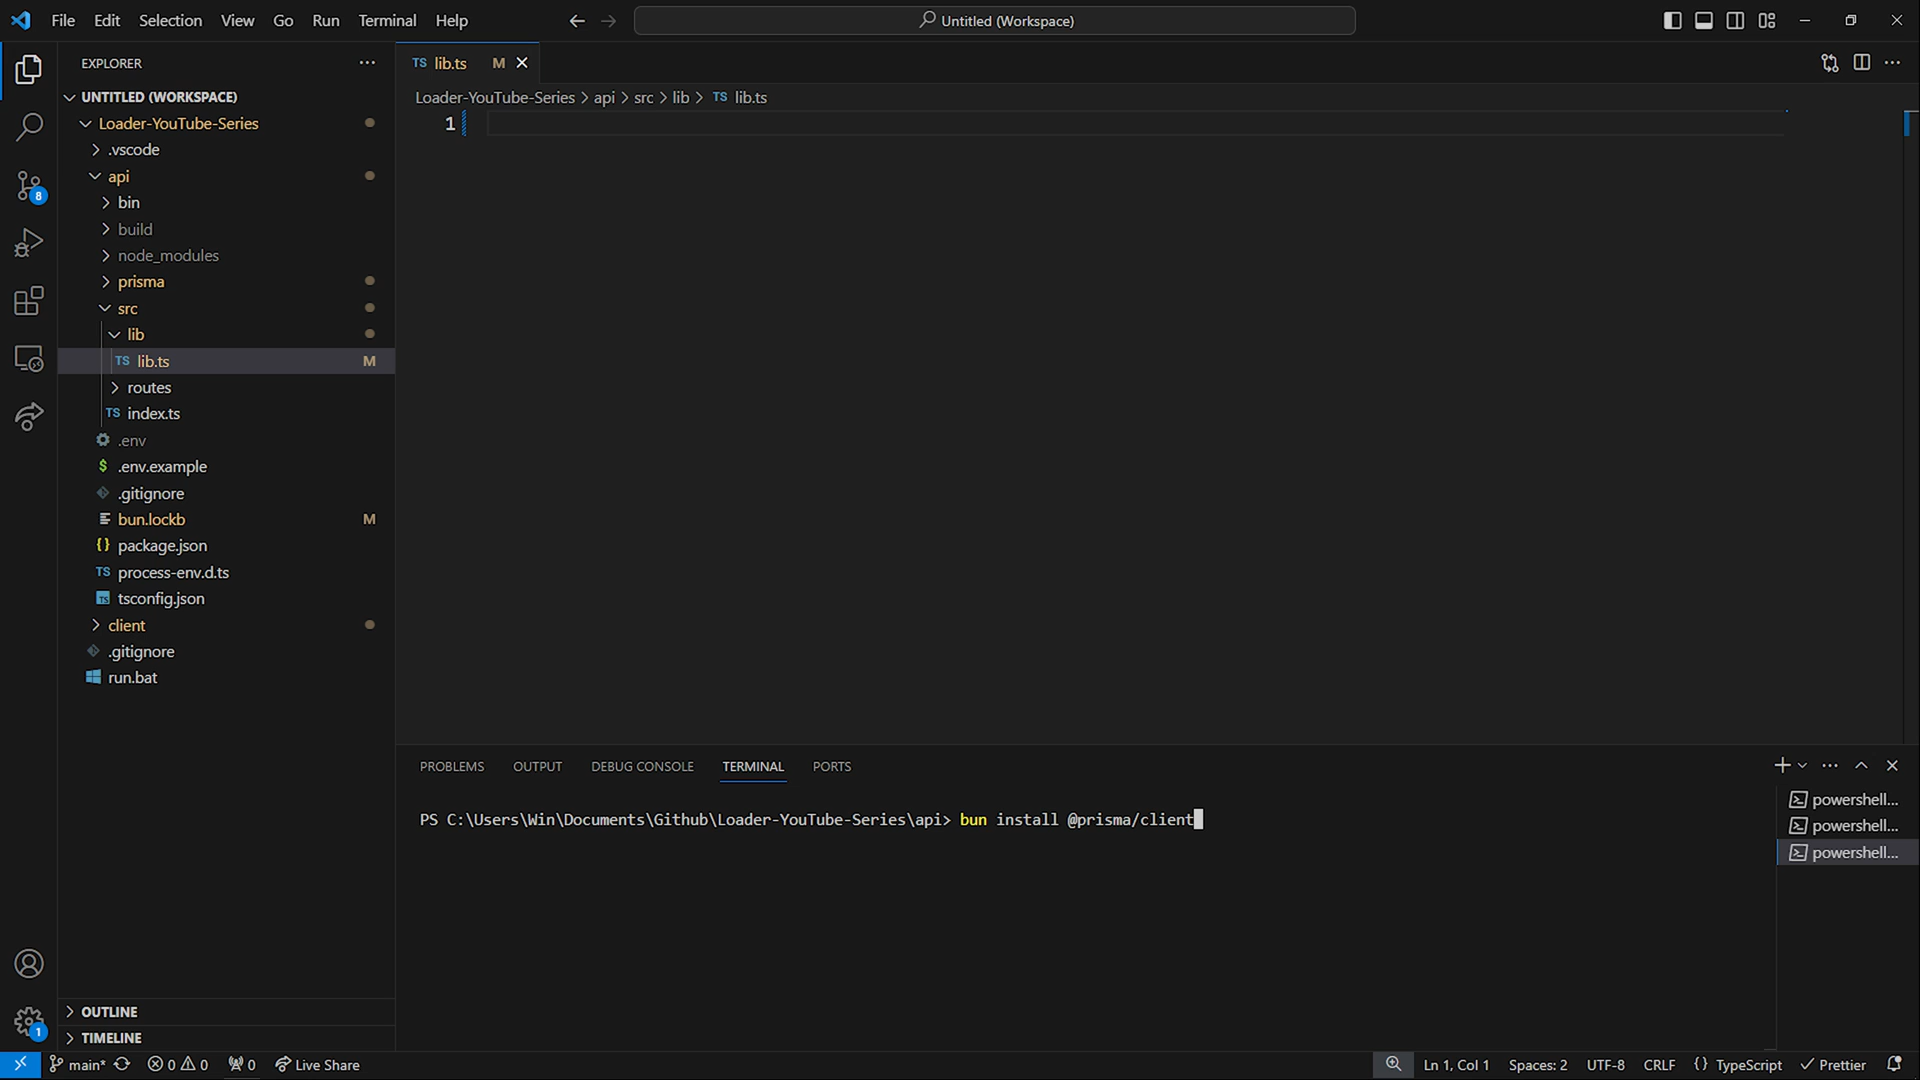 File Edit Selection View Go Run Terminal Help
Untitled (Workspace)
EXPLORER
UNTITLED (WORKSPACE)
Loader-YouTube-Series
.vscode
api
bin
build
node_modules
prisma
src
lib
TS lib.ts M
routes
TS index.ts
.env
$ .env.example
.gitignore
bun.lockb M
{} package.json
TS process-env.d.ts
TS tsconfig.json
client
.gitignore
run.bat
OUTLINE
TIMELINE
8
1
TS lib.ts M
Loader-YouTube-Series > api > src > lib > TS lib.ts
1
PROBLEMS OUTPUT DEBUG CONSOLE TERMINAL PORTS
PS C:\Users\Win\Documents\Github\Loader-YouTube-Series\api> bun install @prisma/client
powershell...
powershell...
powershell...
main* 0 0 0 Live Share
Ln 1, Col 1 Spaces: 2 UTF-8 CRLF {} TypeScript Prettier